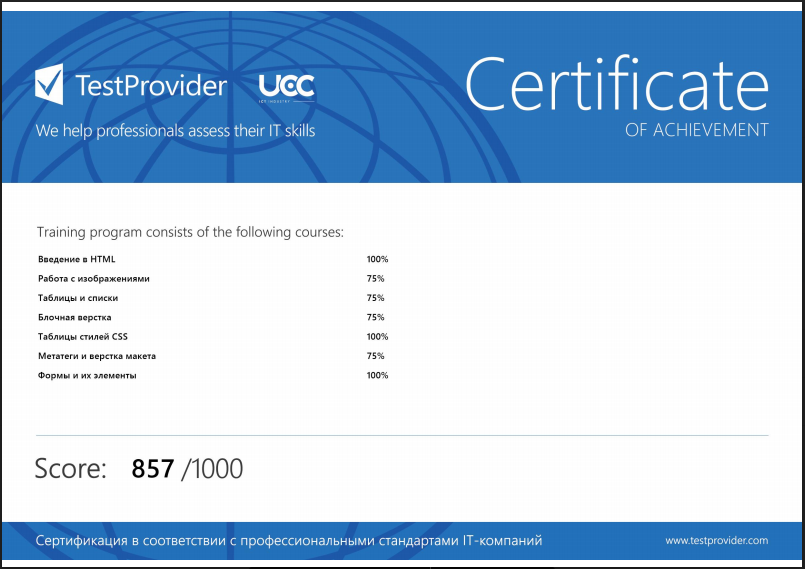 TestProvider
UCC
We help professionals assess their IT skills
Certificate
OF ACHIEVEMENT
Training program consists of the following courses:
Введение в HTML 100%
Работа с изображениями 75%
Таблицы и списки 75%
Блочная верстка 75%
Таблицы стилей CSS 100%
Метатеги и верстка макета 75%
Формы и их элементы 100%
Score: 857 /1000
Сертификация в соответствии с профессиональными стандартами IT-компаний
www.testprovider.com